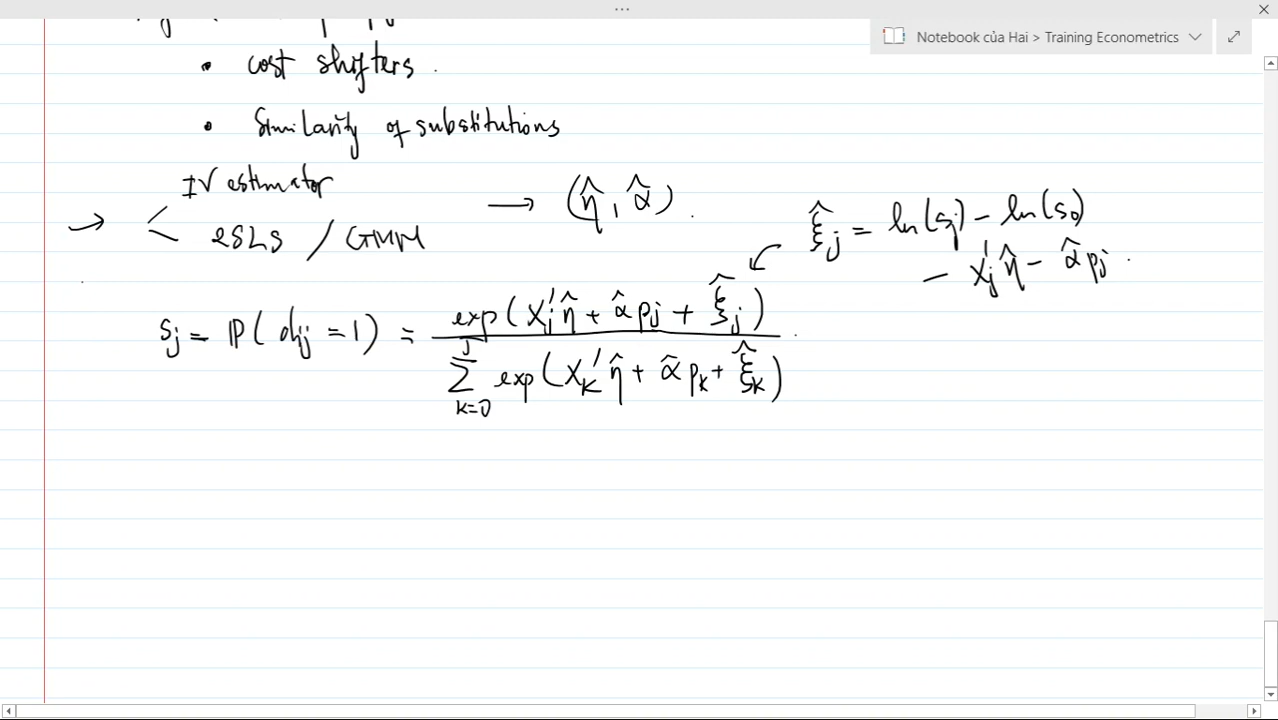 Notebook của Hai > Training Econometrics
• cost shifters.
• Similarity of substitutions
→ < IV estimator
2SLS / GMM → (η̂, α̂).
ξ̂j = ln(sj) - ln(s0)
- Xj'η̂ - α̂pj.
sj = ℙ(dij = 1) = exp(Xj'η̂ + α̂pj + ξ̂j) / ∑_{k=0}^{J} exp(Xk'η̂ + α̂pk + ξ̂k).